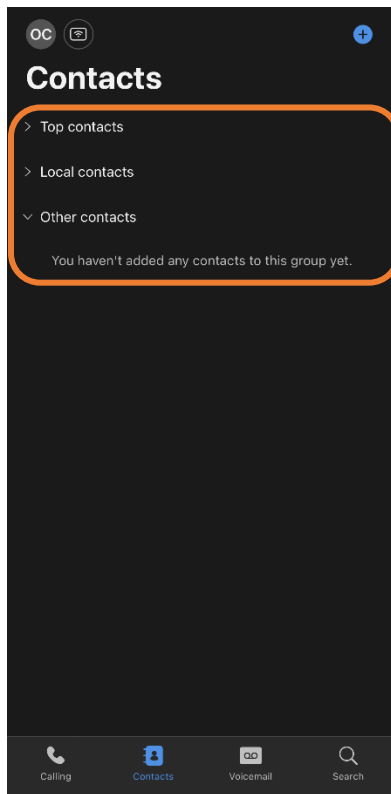 OC
Contacts
Top contacts
Local contacts
Other contacts
You haven't added any contacts to this group yet.
Calling
Contacts
Voicemail
Search